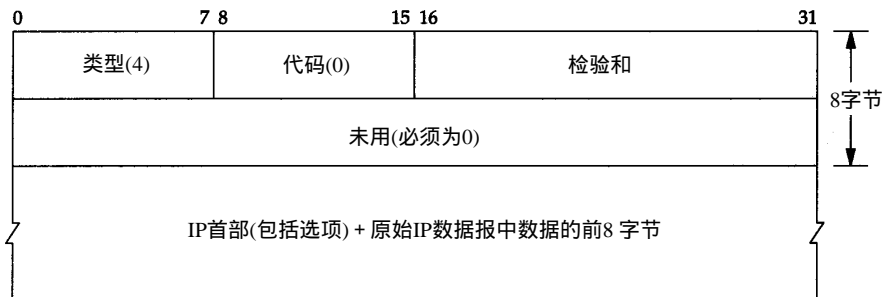 0 7 8 15 16 31
类型(4) 代码(0) 检验和
8字节
未用(必须为0)
IP首部(包括选项) + 原始IP数据报中数据的前8 字节